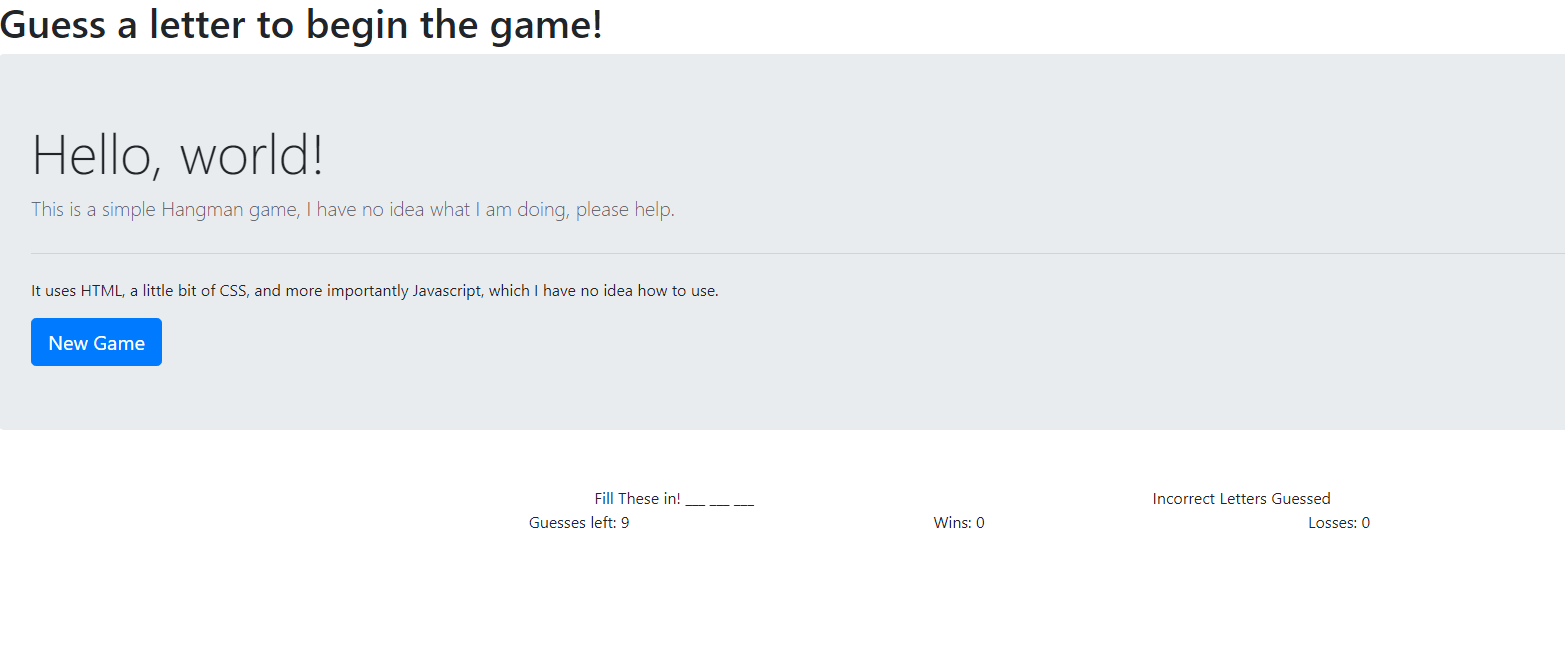 Guess a letter to begin the game!
Hello, world!
This is a simple Hangman game, I have no idea what I am doing, please help.
It uses HTML, a little bit of CSS, and more importantly Javascript, which I have no idea how to use.
New Game
Fill These in! ___ ___ ___ Incorrect Letters Guessed
Guesses left: 9 Wins: 0 Losses: 0